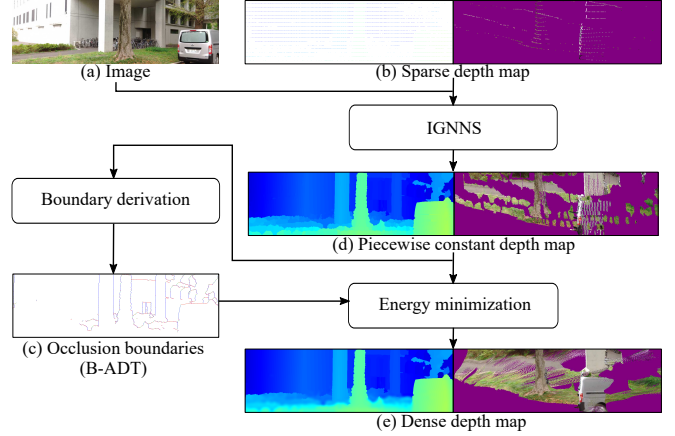 (a) Image
(b) Sparse depth map
IGNNS
Boundary derivation
(d) Piecewise constant depth map
Energy minimization
(c) Occlusion boundaries
(B-ADT)
(e) Dense depth map